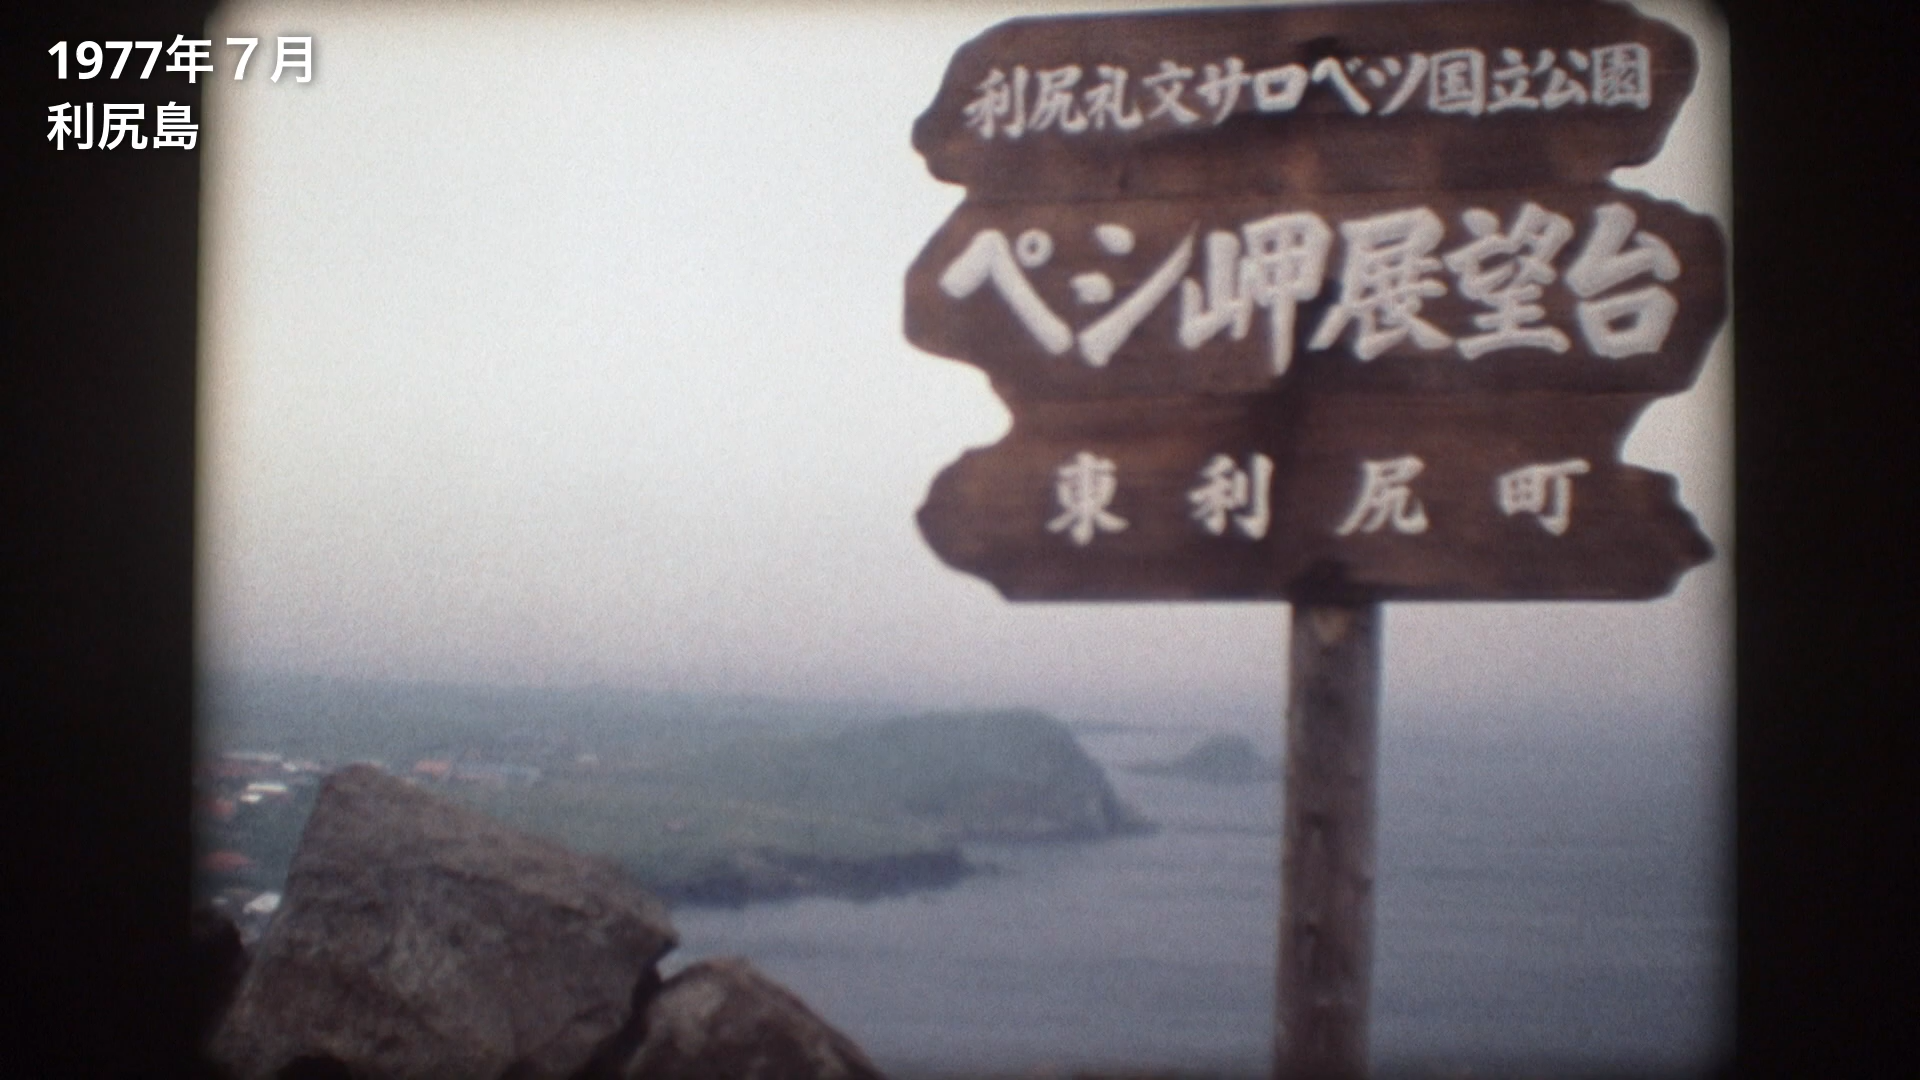 1977年７月
利尻島
利尻礼文サロベツ国立公園
ペシ岬展望台
東利尻町